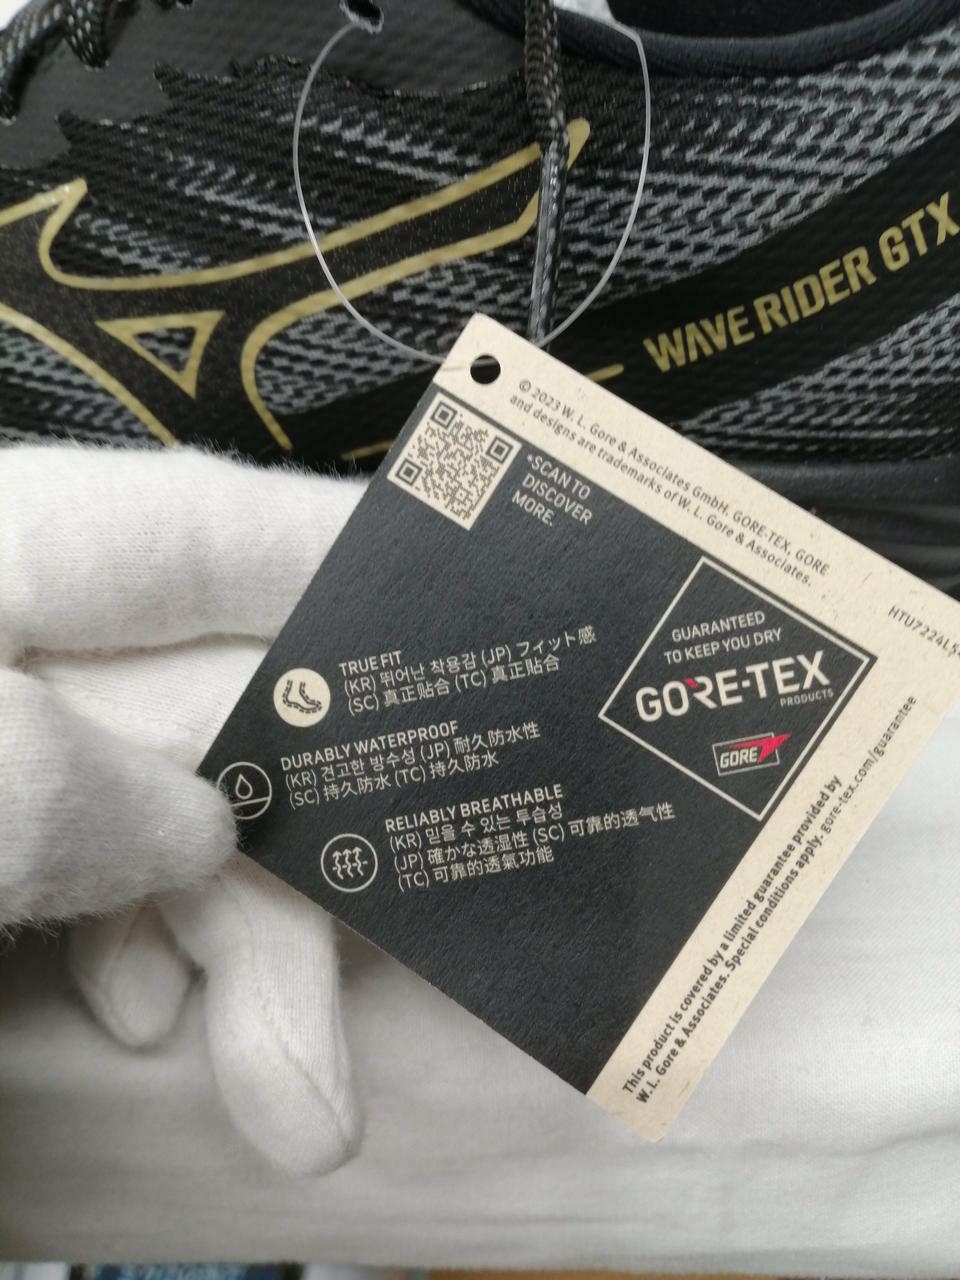 WAVE RIDER GTX
© 2023 W. L. Gore & Associates GmbH. GORE-TEX, GORE
and designs are trademarks of W. L. Gore & Associates.
*SCAN TO
DISCOVER
MORE.
GUARANTEED
TO KEEP YOU DRY
GORE-TEX
PRODUCTS
GORE
TRUE FIT
(KR) 뛰어난 착용감 (JP) フィット感
(SC) 真正贴合 (TC) 真正貼合
DURABLY WATERPROOF
(KR) 견고한 방수성 (JP) 耐久防水性
(SC) 持久防水 (TC) 持久防水
RELIABLY BREATHABLE
(KR) 믿을 수 있는 투습성
(JP) 確かな透湿性 (SC) 可靠的透气性
(TC) 可靠的透氣功能
This product is covered by a limited guarantee provided by
W. L. Gore & Associates. Special conditions apply. gore-tex.com/guarantee